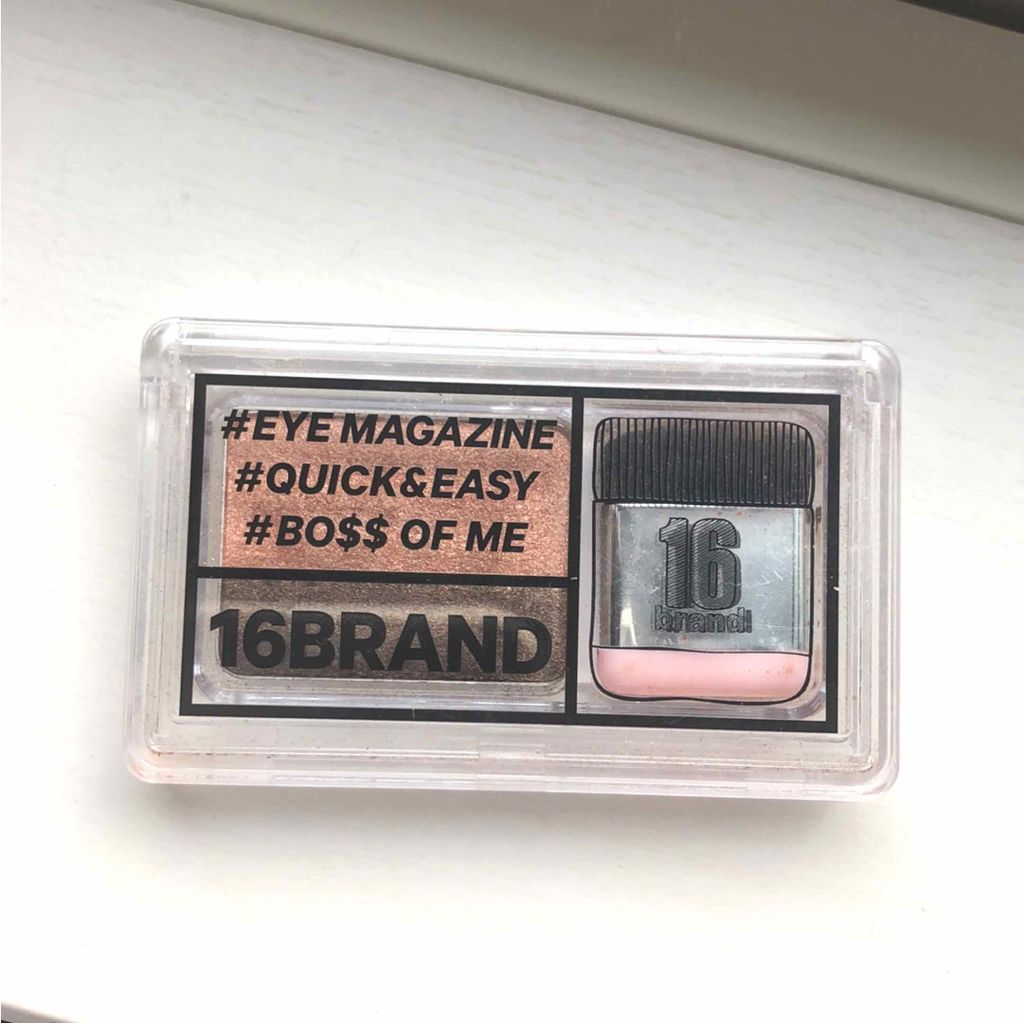 #EYE MAGAZINE
#QUICK&EASY
#BO$$ OF ME
16BRAND
16
brand